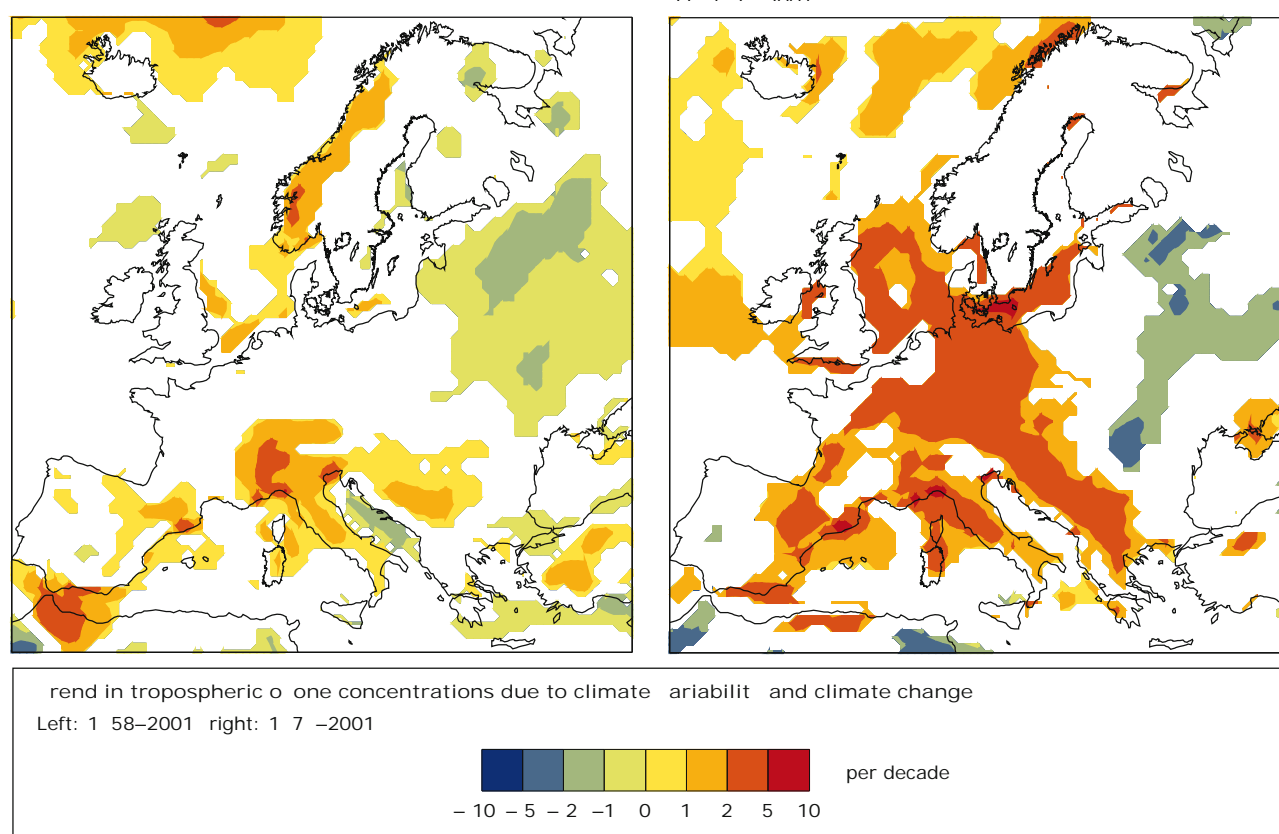 rend in tropospheric o one concentrations due to climate ariabilit and climate change
Left: 1 58–2001 right: 1 7 –2001
per decade
– 10 – 5 – 2 –1 0 1 2 5 10